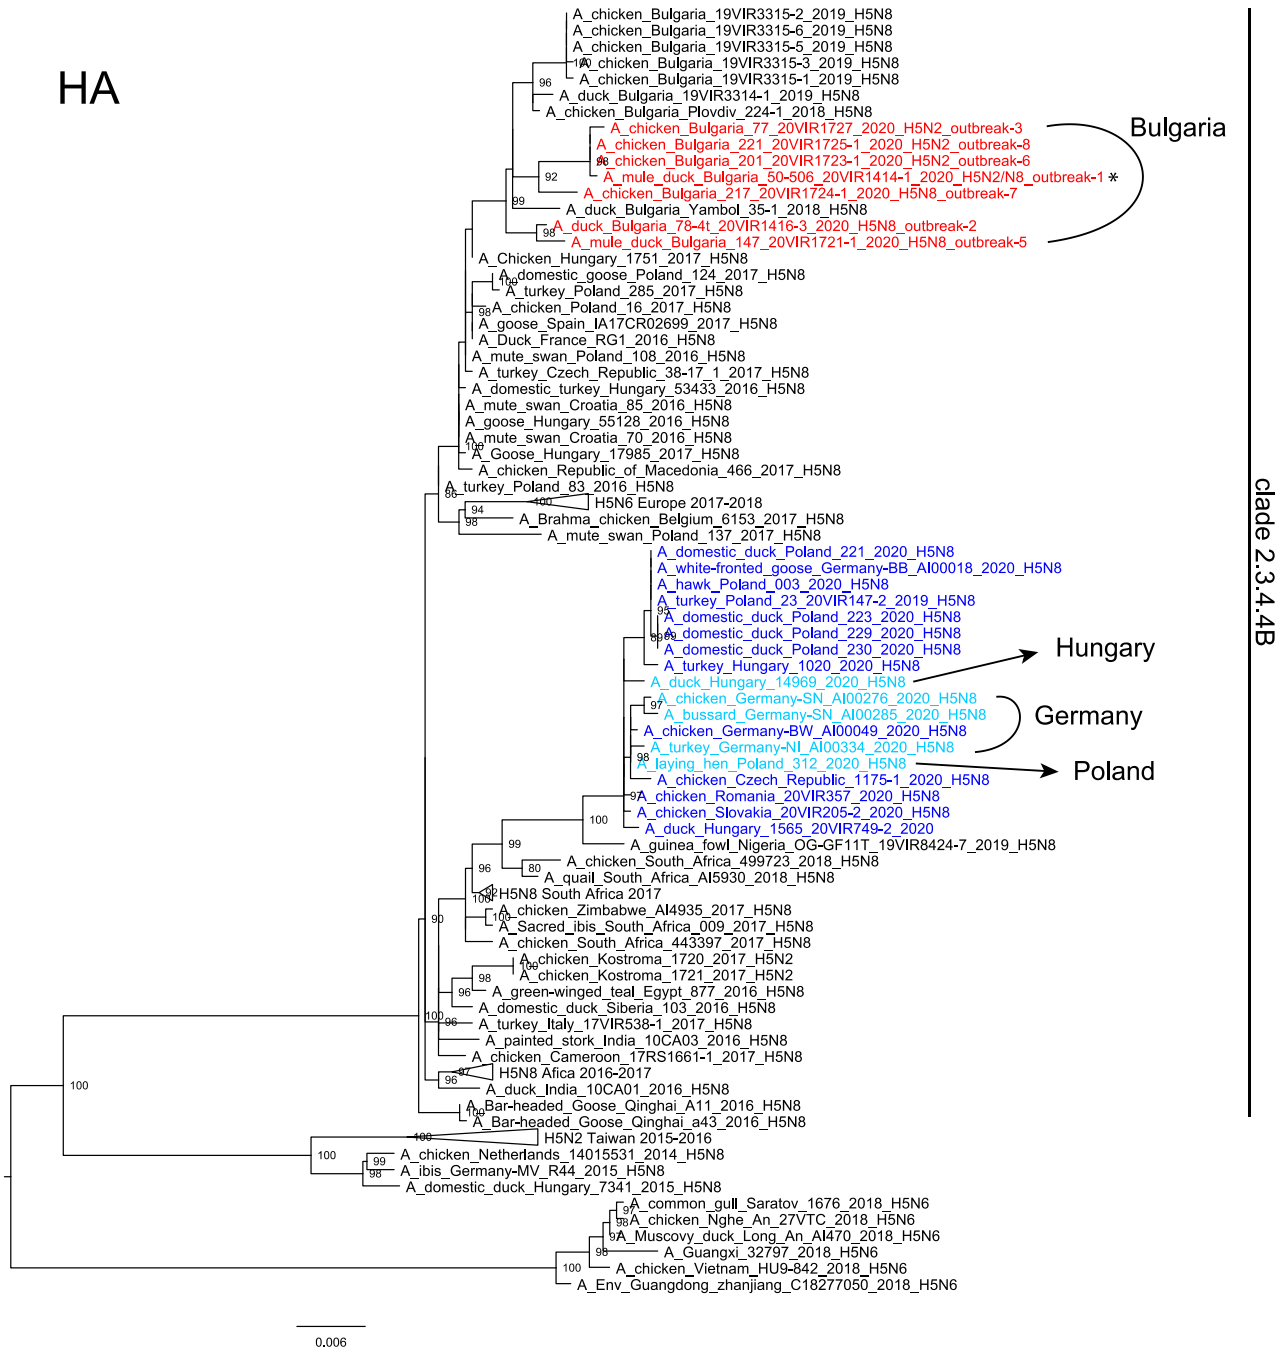 HA
A_chicken_Bulgaria_19VIR3315-2_2019_H5N8
A_chicken_Bulgaria_19VIR3315-6_2019_H5N8
A_chicken_Bulgaria_19VIR3315-5_2019_H5N8
100
A_chicken_Bulgaria_19VIR3315-3_2019_H5N8
A_chicken_Bulgaria_19VIR3315-1_2019_H5N8
96
A_duck_Bulgaria_19VIR3314-1_2019_H5N8
A_chicken_Bulgaria_Plovdiv_224-1_2018_H5N8
A_chicken_Bulgaria_77_20VIR1727_2020_H5N2_outbreak-3
Bulgaria
A_chicken_Bulgaria_221_20VIR1725-1_2020_H5N2_outbreak-8
A_chicken_Bulgaria_201_20VIR1723-1_2020_H5N2_outbreak-6
98
A_mule_duck_Bulgaria_50-506_20VIR1414-1_2020_H5N2/N8_outbreak-1 *
92
A_chicken_Bulgaria_217_20VIR1724-1_2020_H5N8_outbreak-7
99
A_duck_Bulgaria_Yambol_35-1_2018_H5N8
A_duck_Bulgaria_78-4t_20VIR1416-3_2020_H5N8_outbreak-2
98
A_mule_duck_Bulgaria_147_20VIR1721-1_2020_H5N8_outbreak-5
A_Chicken_Hungary_1751_2017_H5N8
A_domestic_goose_Poland_124_2017_H5N8
100
A_turkey_Poland_285_2017_H5N8
A_chicken_Poland_16_2017_H5N8
98
A_goose_Spain_IA17CR02699_2017_H5N8
A_Duck_France_RG1_2016_H5N8
A_mute_swan_Poland_108_2016_H5N8
A_turkey_Czech_Republic_38-17_1_2017_H5N8
A_domestic_turkey_Hungary_53433_2016_H5N8
A_mute_swan_Croatia_85_2016_H5N8
A_goose_Hungary_55128_2016_H5N8
A_mute_swan_Croatia_70_2016_H5N8
100
A_Goose_Hungary_17985_2017_H5N8
A_chicken_Republic_of_Macedonia_466_2017_H5N8
A_turkey_Poland_83_2016_H5N8
86
100
H5N6 Europe 2017-2018
94
A_Brahma_chicken_Belgium_6153_2017_H5N8
98
A_mute_swan_Poland_137_2017_H5N8
clade 2.3.4.4B
A_domestic_duck_Poland_221_2020_H5N8
A_white-fronted_goose_Germany-BB_AI00018_2020_H5N8
A_hawk_Poland_003_2020_H5N8
A_turkey_Poland_23_20VIR147-2_2019_H5N8
95
A_domestic_duck_Poland_223_2020_H5N8
A_domestic_duck_Poland_229_2020_H5N8
89
99
A_domestic_duck_Poland_230_2020_H5N8
A_turkey_Hungary_1020_2020_H5N8
Hungary
A_duck_Hungary_14969_2020_H5N8
A_chicken_Germany-SN_AI00276_2020_H5N8
97
A_bussard_Germany-SN_AI00285_2020_H5N8
Germany
A_chicken_Germany-BW_AI00049_2020_H5N8
A_turkey_Germany-NI_AI00334_2020_H5N8
98
A_laying_hen_Poland_312_2020_H5N8
Poland
A_chicken_Czech_Republic_1175-1_2020_H5N8
97
A_chicken_Romania_20VIR357_2020_H5N8
A_chicken_Slovakia_20VIR205-2_2020_H5N8
100
A_duck_Hungary_1565_20VIR749-2_2020
A_guinea_fowl_Nigeria_OG-GF11T_19VIR8424-7_2019_H5N8
99
A_chicken_South_Africa_499723_2018_H5N8
96
80
A_quail_South_Africa_AI5930_2018_H5N8
92
H5N8 South Africa 2017
100
A_chicken_Zimbabwe_AI4935_2017_H5N8
100
90
A_Sacred_ibis_South_Africa_009_2017_H5N8
A_chicken_South_Africa_443397_2017_H5N8
A_chicken_Kostroma_1720_2017_H5N2
100
A_chicken_Kostroma_1721_2017_H5N2
98
A_green-winged_teal_Egypt_877_2016_H5N8
96
A_domestic_duck_Siberia_103_2016_H5N8
100
96
A_turkey_Italy_17VIR538-1_2017_H5N8
A_painted_stork_India_10CA03_2016_H5N8
A_chicken_Cameroon_17RS1661-1_2017_H5N8
97
H5N8 Afica 2016-2017
96
A_duck_India_10CA01_2016_H5N8
100
A_Bar-headed_Goose_Qinghai_A11_2016_H5N8
100
A_Bar-headed_Goose_Qinghai_a43_2016_H5N8
100
H5N2 Taiwan 2015-2016
100
A_chicken_Netherlands_14015531_2014_H5N8
99
A_ibis_Germany-MV_R44_2015_H5N8
98
A_domestic_duck_Hungary_7341_2015_H5N8
A_common_gull_Saratov_1676_2018_H5N6
97
A_chicken_Nghe_An_27VTC_2018_H5N6
98
A_Muscovy_duck_Long_An_AI470_2018_H5N6
97
A_Guangxi_32797_2018_H5N6
98
A_chicken_Vietnam_HU9-842_2018_H5N6
100
A_Env_Guangdong_zhanjiang_C18277050_2018_H5N6
0.006